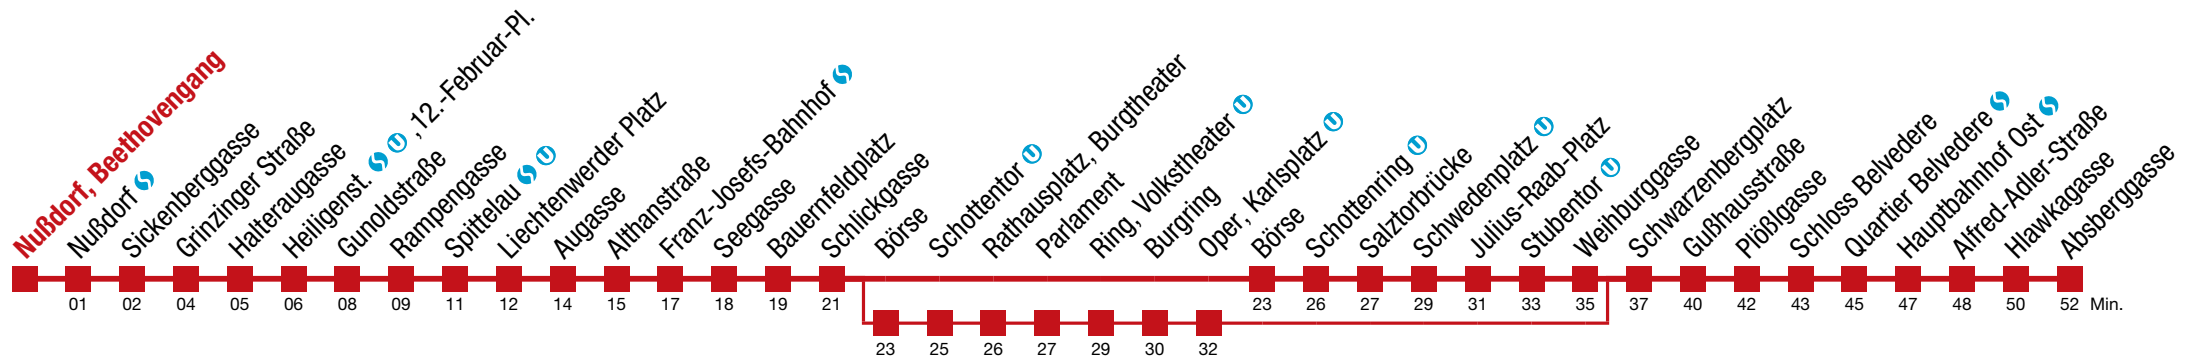 Nußdorf, Beethovengang
Nußdorf S
Sickenberggasse
Grinzinger Straße
Halteraugasse
Heiligenst. S U ,12.-Februar-Pl.
Gunoldstraße
Rampengasse
Spittelau S U
Liechtenwerder Platz
Augasse
Althanstraße
Franz-Josefs-Bahnhof S
Seegasse
Bauernfeldplatz
Schlickgasse
Börse
Schottentor U
Rathausplatz, Burgtheater
Parlament
Ring, Volkstheater U
Burgring
Oper, Karlsplatz U
Börse
Schottenring U
Salztorbrücke
Schwedenplatz U
Julius-Raab-Platz
Stubentor U
Weihburggasse
Schwarzenbergplatz
Gußhausstraße
Plößlgasse
Schloss Belvedere
Quartier Belvedere S
Hauptbahnhof Ost S
Alfred-Adler-Straße
Hlawkagasse
Absberggasse
01 02 04 05 06 08 09 11 12 14 15 17 18 19 21 23 26 27 29 31 33 35 37 40 42 43 45 47 48 50 52 Min.
23 25 26 27 29 30 32